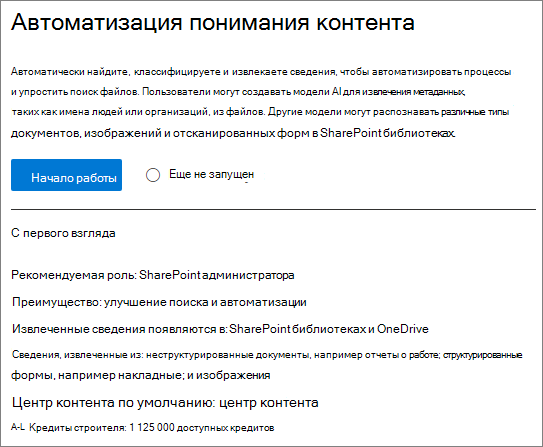 Автоматизация понимания контента
Автоматически найдите, классифицируете и извлекаете сведения, чтобы автоматизировать процессы
и упростить поиск файлов. Пользователи могут создавать модели AI для извлечения метаданных,
таких как имена людей или организаций, из файлов. Другие модели могут распознавать различные типы
документов, изображений и отсканированных форм в SharePoint библиотеках.
Начало работы
Еще не запущен
С первого взгляда
Рекомендуемая роль: SharePoint администратора
Преимущество: улучшение поиска и автоматизации
Извлеченные сведения появляются в: SharePoint библиотеках и OneDrive
Сведения, извлеченные из: неструктурированные документы, например отчеты о работе; структурированные
формы, например накладные; и изображения
Центр контента по умолчанию: центр контента
A-L Кредиты строителя: 1 125 000 доступных кредитов